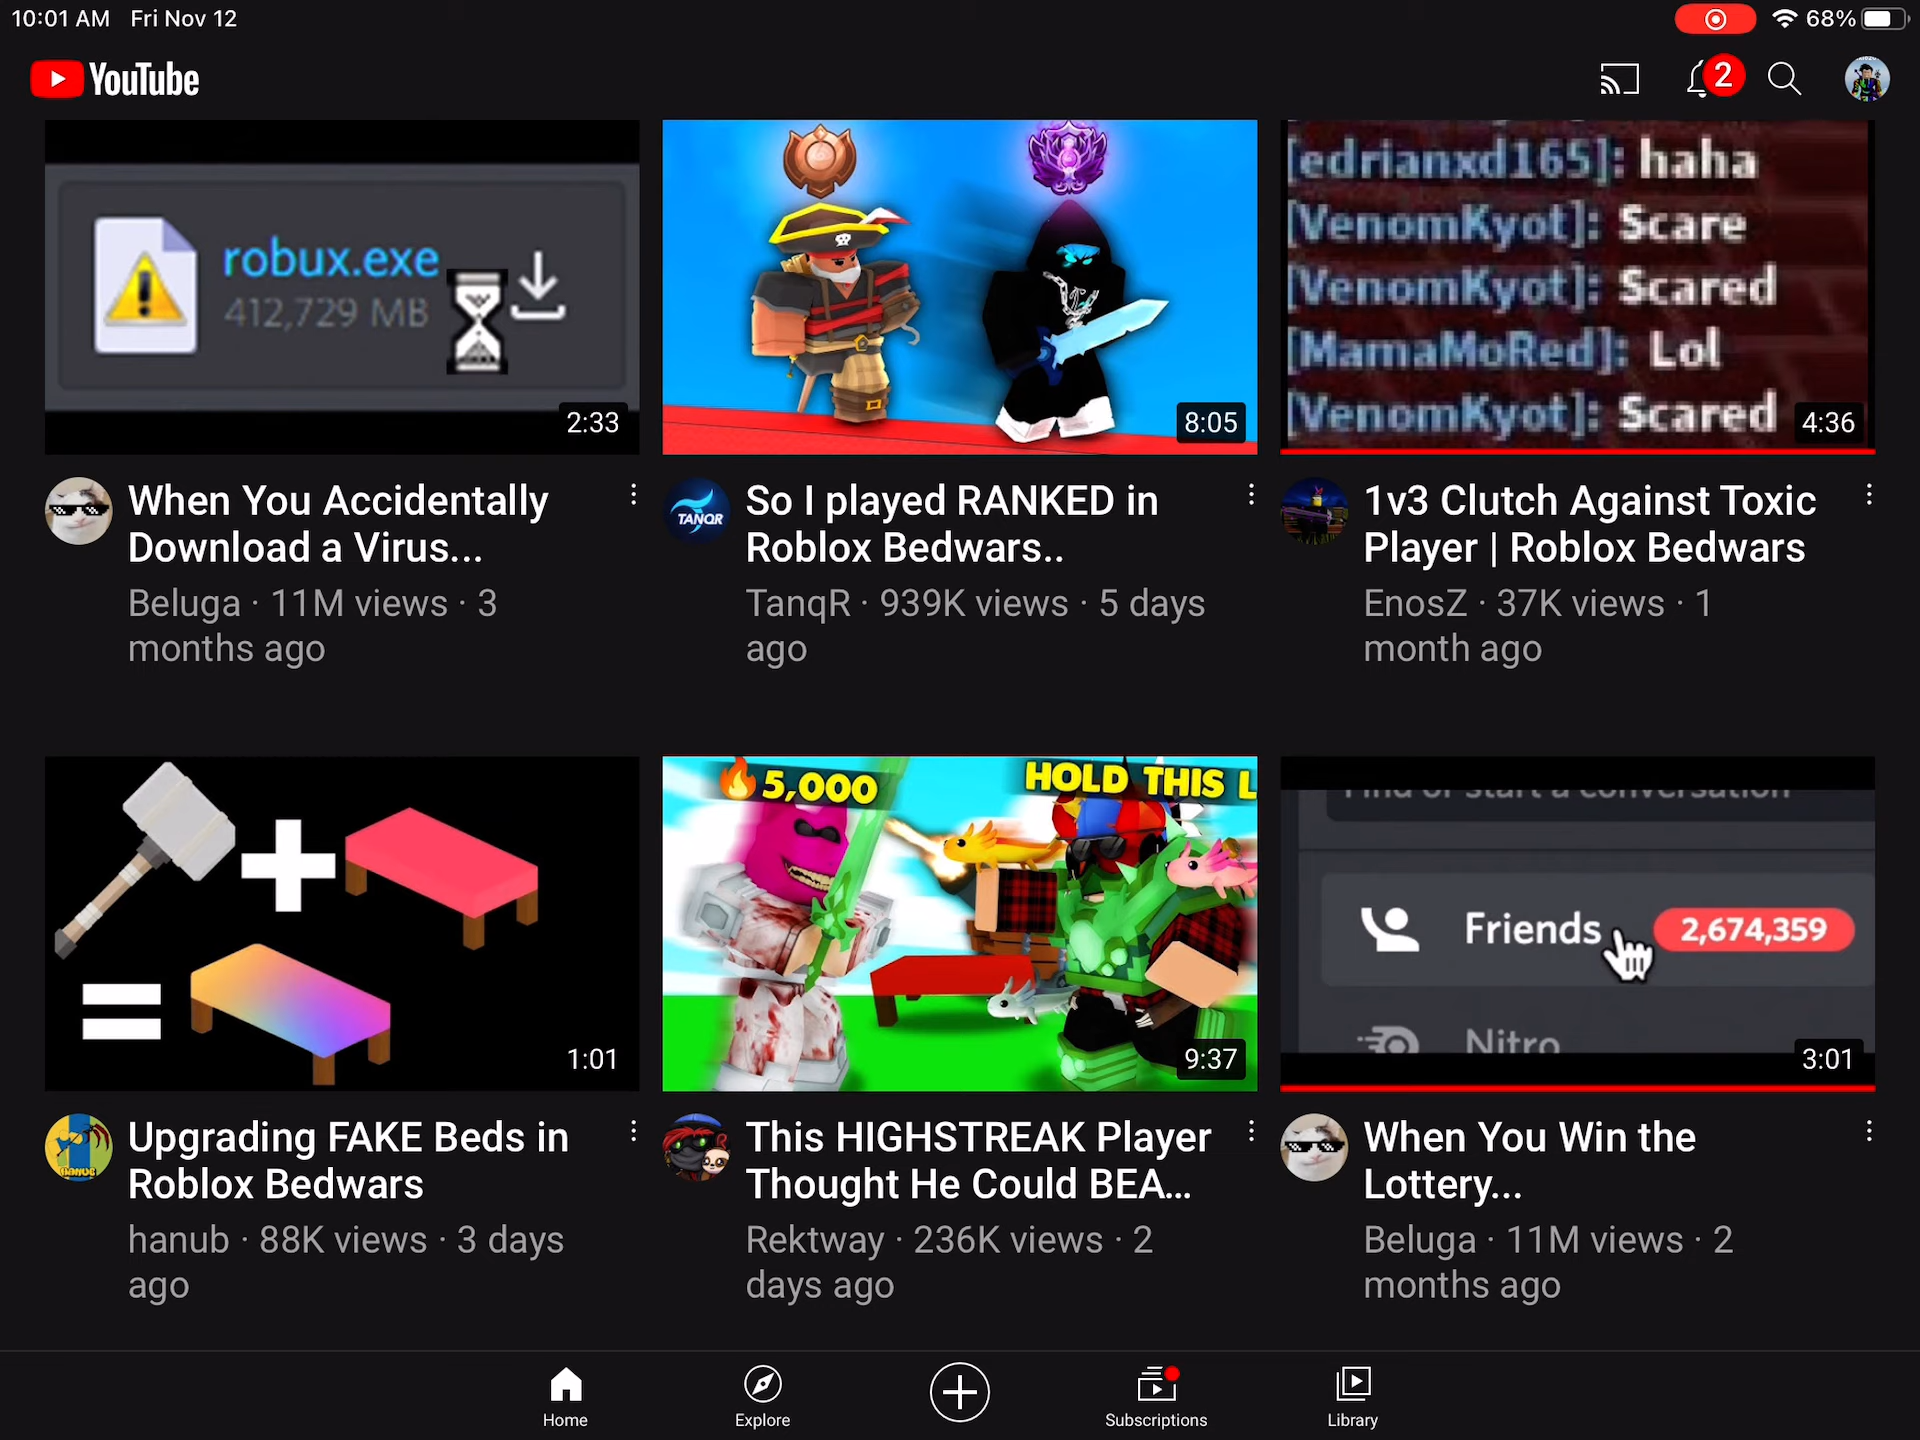 10:01 AM Fri Nov 12
68%
YouTube
2
robux.exe
412,729 MB
2:33
8:05
[edrianxd165]: haha
[VenomKyot]: Scare
[VenomKyot]: Scared
[MamaMoRed]: Lol
[VenomKyot]: Scared
4:36
When You Accidentally
Download a Virus...
Beluga · 11M views · 3
months ago
TANQR
So I played RANKED in
Roblox Bedwars..
TanqR · 939K views · 5 days
ago
1v3 Clutch Against Toxic
Player | Roblox Bedwars
EnosZ · 37K views · 1
month ago
1:01
5,000
HOLD THIS L
9:37
Find or start a conversation
Friends
2,674,359
Nitro
3:01
hanub
Upgrading FAKE Beds in
Roblox Bedwars
hanub · 88K views · 3 days
ago
This HIGHSTREAK Player
Thought He Could BEA...
Rektway · 236K views · 2
days ago
When You Win the
Lottery...
Beluga · 11M views · 2
months ago
Home
Explore
Subscriptions
Library